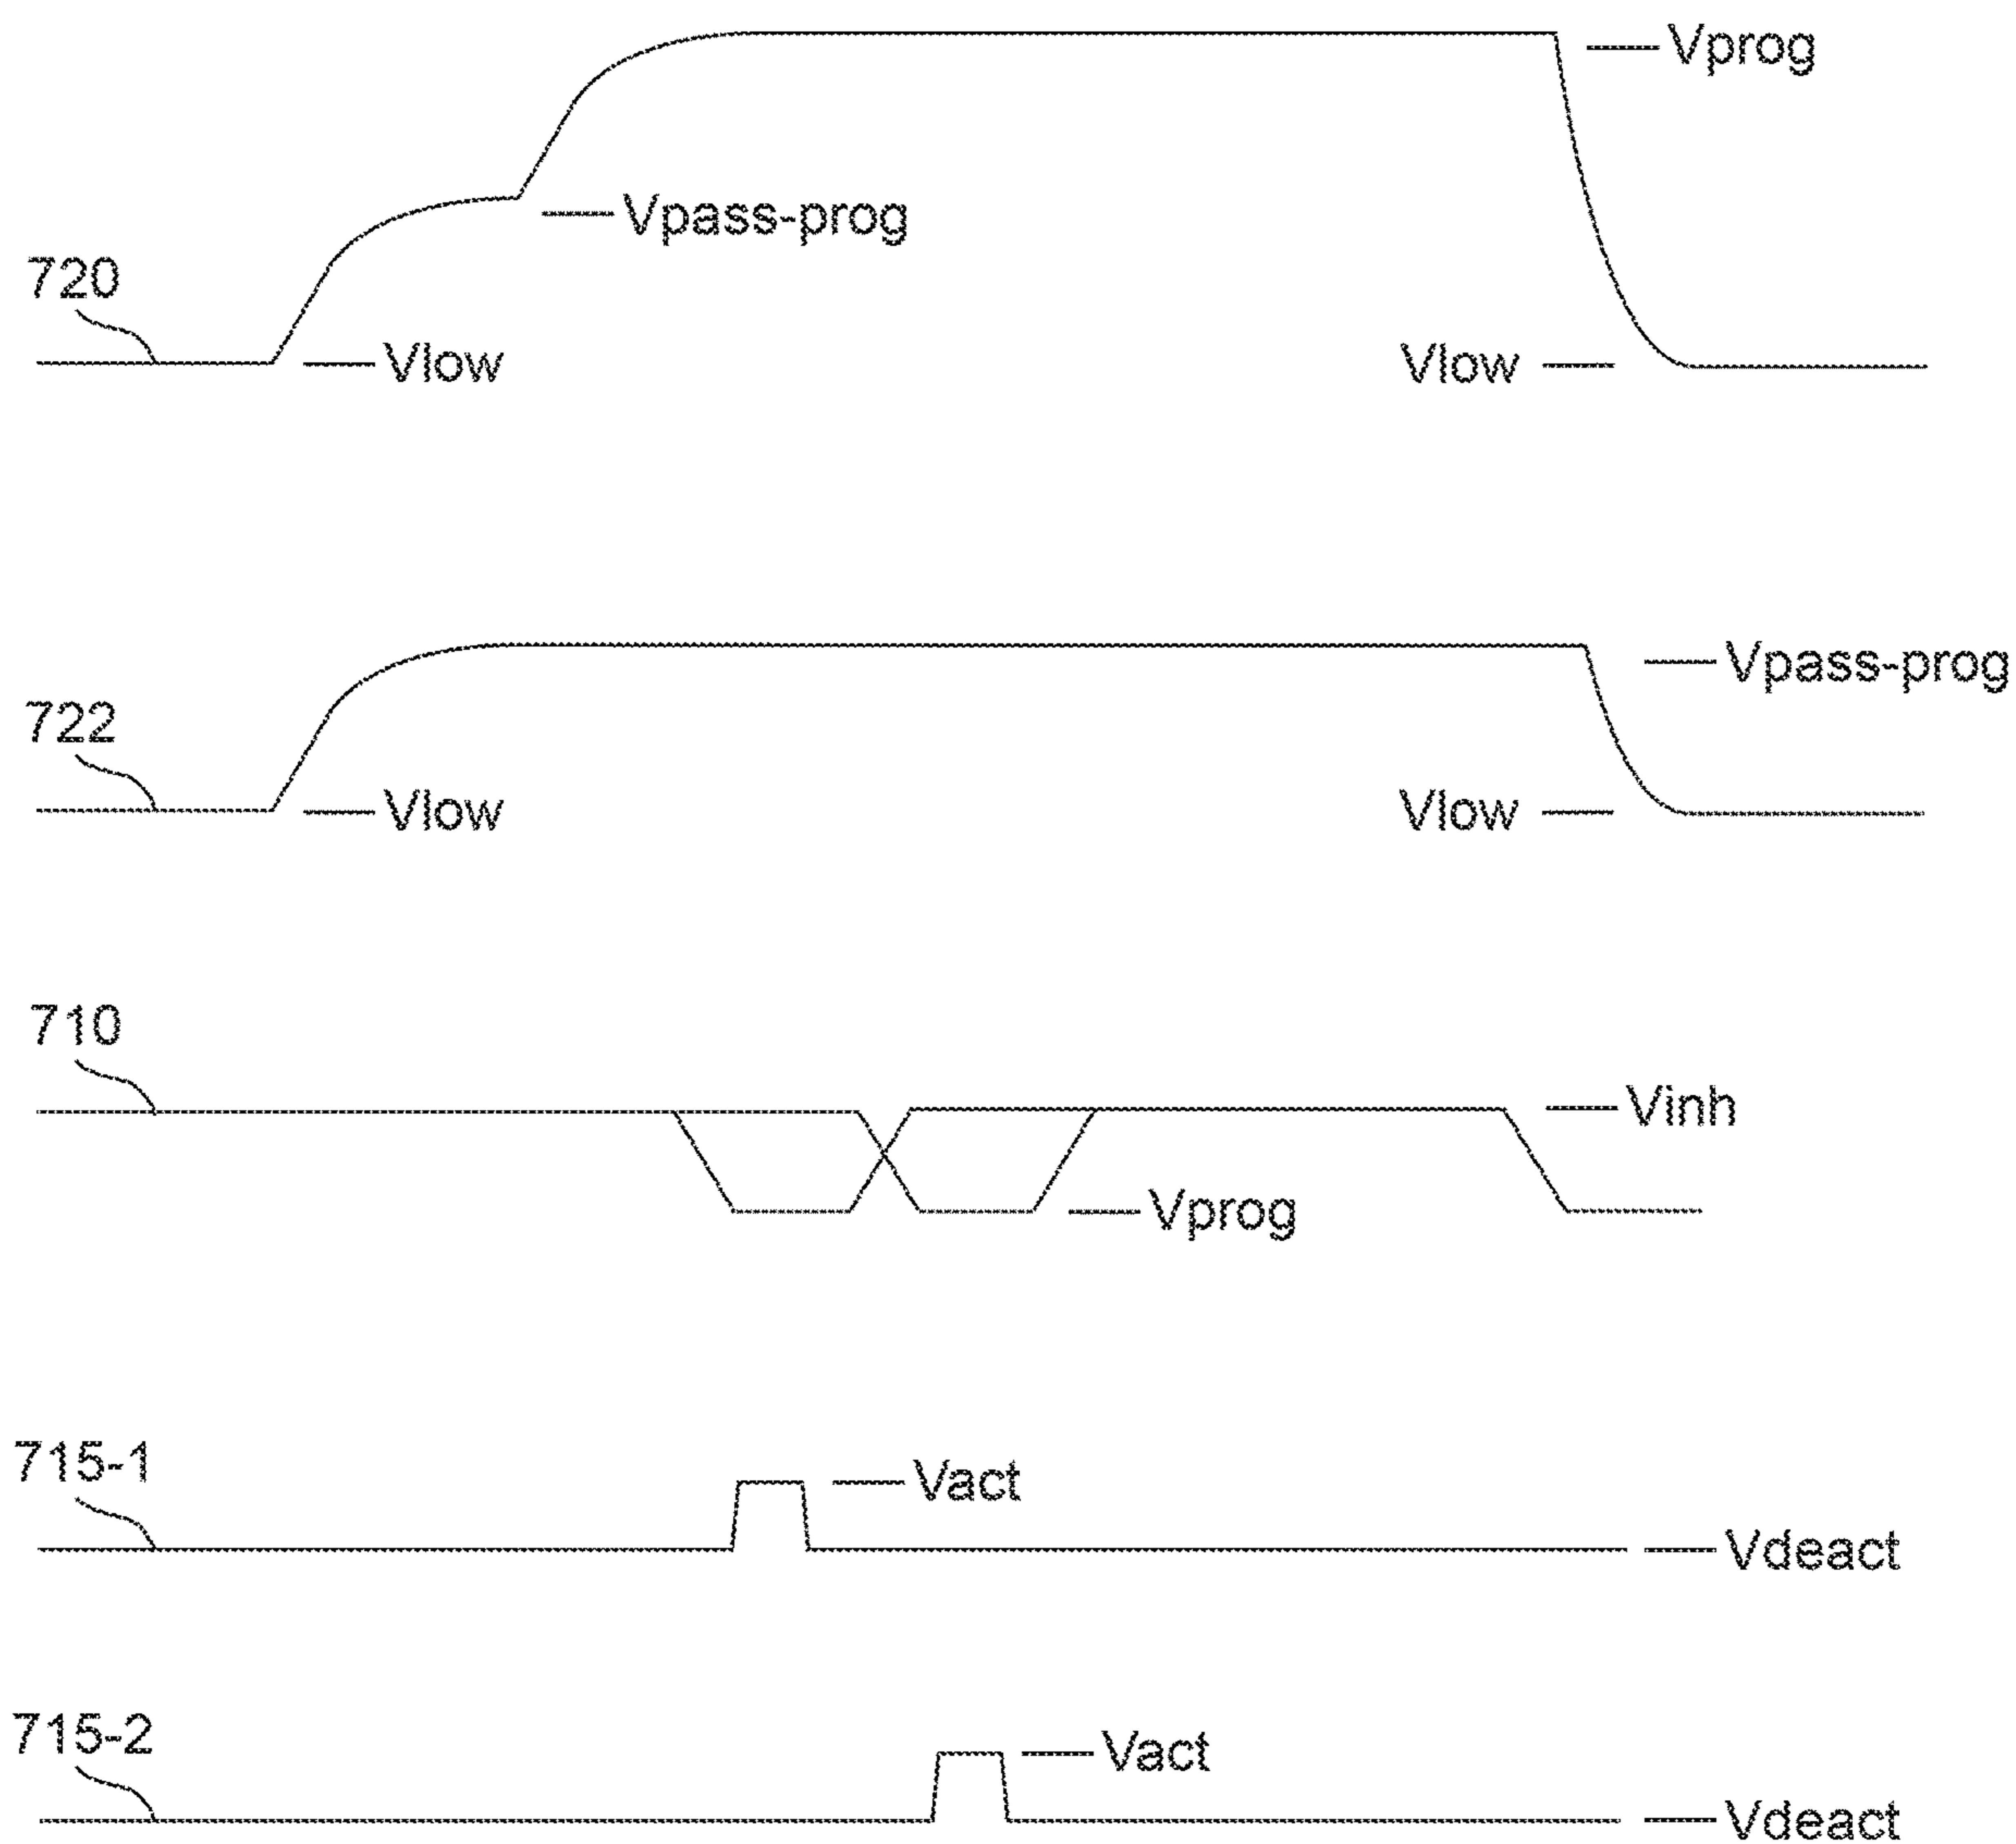 Vprog
Vpass-prog
720
Vlow
Vlow
Vpass-prog
722
Vlow
Vlow
710
Vinh
Vprog
715-1
Vact
Vdeact
715-2
Vact
Vdeact